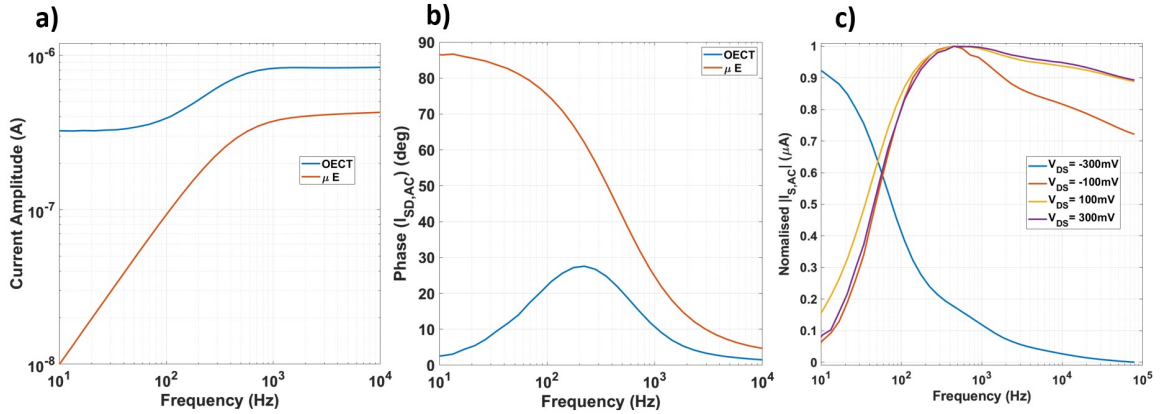 a)
b)
c)
Current Amplitude (A)
10^-6
10^-7
10^-8
10^1
10^2
10^3
10^4
Frequency (Hz)
OECT
μ E
Phase (I_SD,AC) (deg)
90
80
70
60
50
40
30
20
10
0
10^1
10^2
10^3
10^4
Frequency (Hz)
OECT
μ E
Nomalised |I_S,AC| (μA)
1
0.9
0.8
0.7
0.6
0.5
0.4
0.3
0.2
0.1
0
10^1
10^2
10^3
10^4
10^5
Frequency (Hz)
V_DS= -300mV
V_DS= -100mV
V_DS= 100mV
V_DS= 300mV